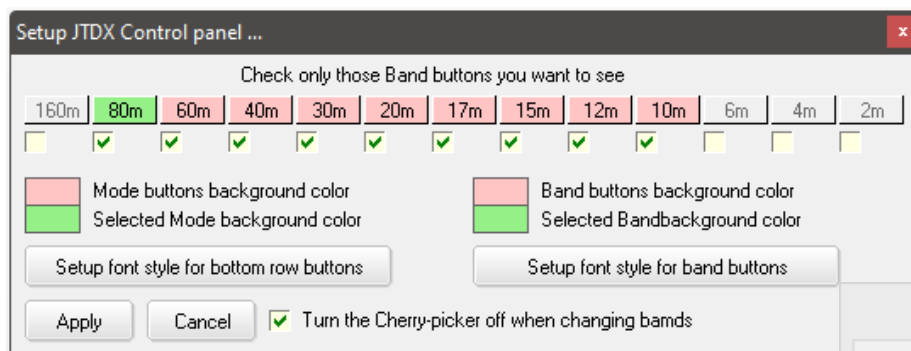 Setup JTDX Control panel ...
x
Check only those Band buttons you want to see
160m 80m 60m 40m 30m 20m 17m 15m 12m 10m 6m 4m 2m
Mode buttons background color
Selected Mode background color
Band buttons background color
Selected Bandbackground color
Setup font style for bottom row buttons
Setup font style for band buttons
Apply
Cancel
Turn the Cherry-picker off when changing bamds